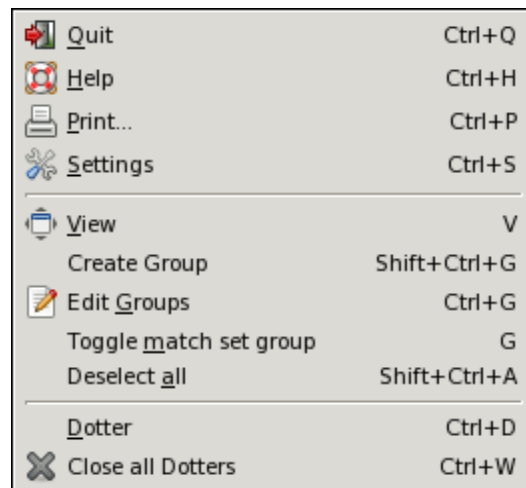 Quit Ctrl+Q
Help Ctrl+H
Print... Ctrl+P
Settings Ctrl+S
View V
Create Group Shift+Ctrl+G
Edit Groups Ctrl+G
Toggle match set group G
Deselect all Shift+Ctrl+A
Dotter Ctrl+D
Close all Dotters Ctrl+W